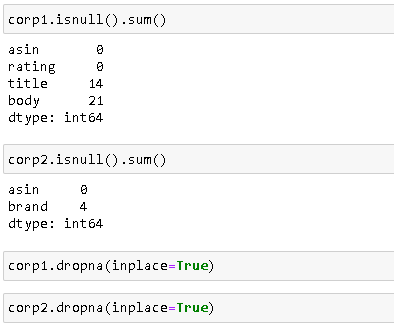 corp1.isnull().sum()
asin 0
rating 0
title 14
body 21
dtype: int64
corp2.isnull().sum()
asin 0
brand 4
dtype: int64
corp1.dropna(inplace=True)
corp2.dropna(inplace=True)